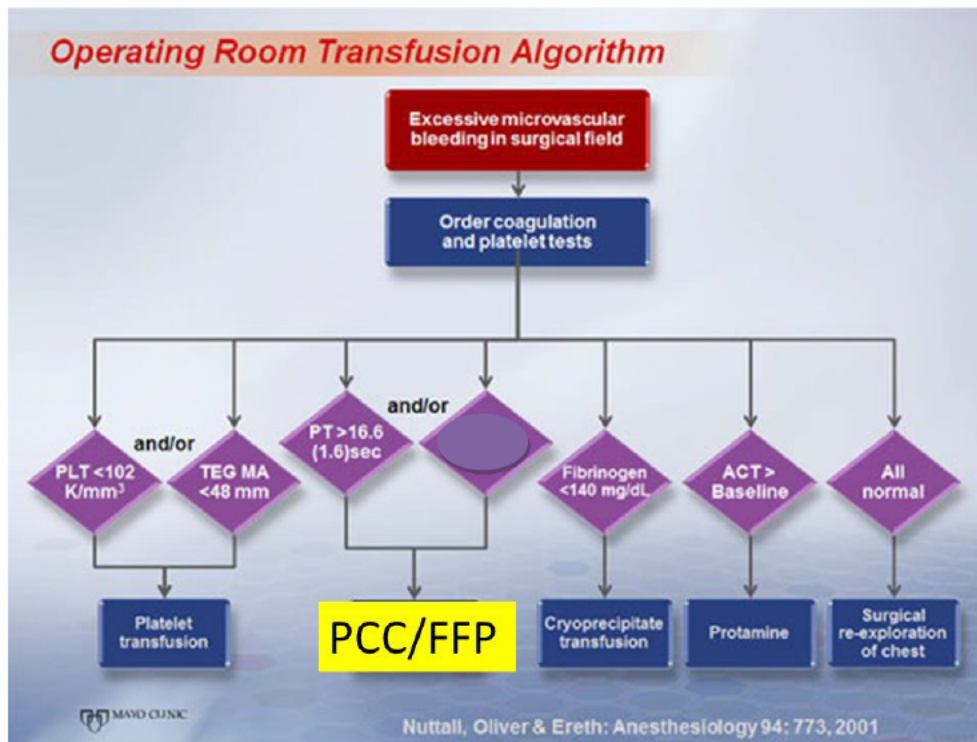 Operating Room Transfusion Algorithm
Excessive microvascular
bleeding in surgical field
Order coagulation
and platelet tests
PLT <102
K/mm³
and/or
TEG MA
<48 mm
PT >16.6
(1.6)sec
and/or
Fibrinogen
<140 mg/dL
ACT >
Baseline
All
normal
Platelet
transfusion
PCC/FFP
Cryoprecipitate
transfusion
Protamine
Surgical
re-exploration
of chest
MAYO CLINIC
Nuttall, Oliver & Ereth: Anesthesiology 94: 773, 2001